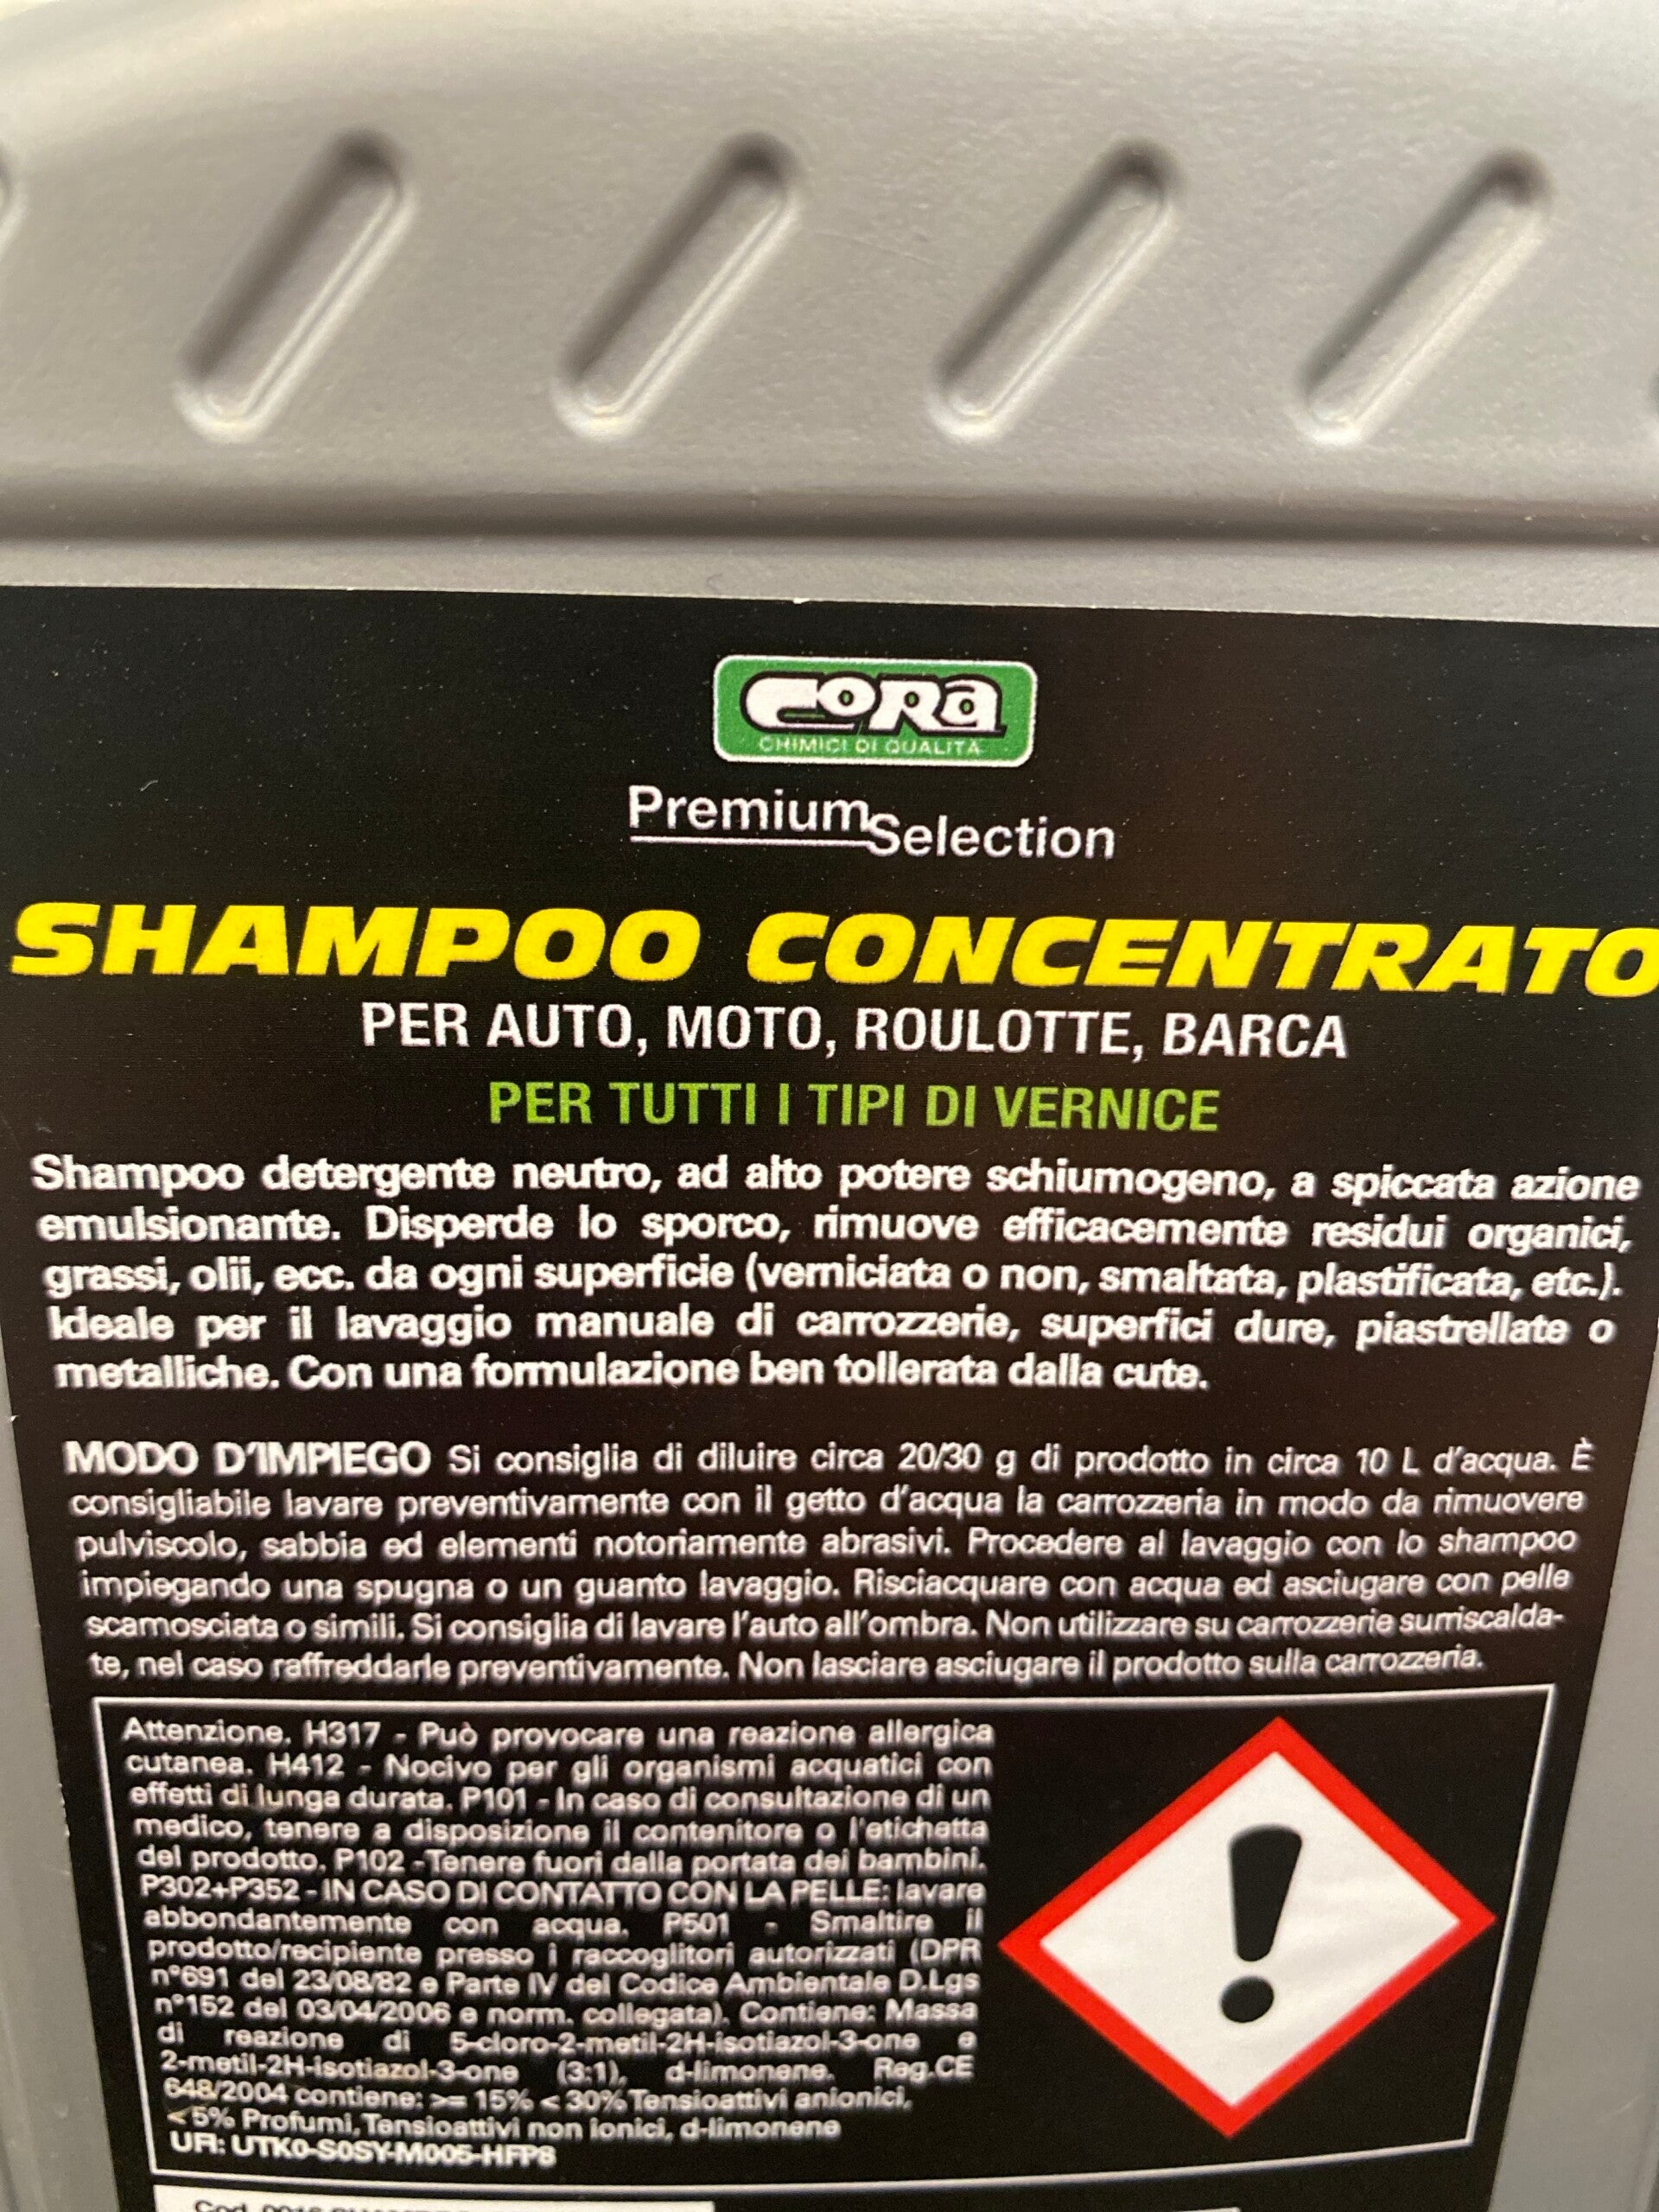 CORA
CHIMICI DI QUALITÀ
Premium Selection
SHAMPOO CONCENTRATO
PER AUTO, MOTO, ROULOTTE, BARCA
PER TUTTI I TIPI DI VERNICE
Shampoo detergente neutro, ad alto potere schiumogeno, a spiccata azione
emulsionante. Disperde lo sporco, rimuove efficacemente residui organici,
grassi, olii, ecc. da ogni superficie (verniciata o non, smaltata, plastificata, etc.).
Ideale per il lavaggio manuale di carrozzerie, superfici dure, piastrellate o
metalliche. Con una formulazione ben tollerata dalla cute.
MODO D'IMPIEGO Si consiglia di diluire circa 20/30 g di prodotto in circa 10 L d'acqua. È
consigliabile lavare preventivamente con il getto d'acqua la carrozzeria in modo da rimuovere
pulviscolo, sabbia ed elementi notoriamente abrasivi. Procedere al lavaggio con lo shampoo
impiegando una spugna o un guanto lavaggio. Risciacquare con acqua ed asciugare con pelle
scamosciata o simili. Si consiglia di lavare l'auto all'ombra. Non utilizzare su carrozzerie surriscalda-
te, nel caso raffreddarle preventivamente. Non lasciare asciugare il prodotto sulla carrozzeria.
Attenzione. H317 - Può provocare una reazione allergica
cutanea. H412 - Nocivo per gli organismi acquatici con
effetti di lunga durata. P101 - In caso di consultazione di un
medico, tenere a disposizione il contenitore o l'etichetta
del prodotto. P102 -Tenere fuori dalla portata dei bambini.
P302+P352 - IN CASO DI CONTATTO CON LA PELLE: lavare
abbondantemente con acqua. P501 - Smaltire il
prodotto/recipiente presso i raccoglitori autorizzati (DPR
n°691 del 23/08/82 e Parte IV del Codice Ambientale D.Lgs
n°152 del 03/04/2006 e norm. collegata). Contiene: Massa
di reazione di 5-cloro-2-metil-2H-isotiazol-3-one e
2-metil-2H-isotiazol-3-one (3:1), d-limonene. Reg.CE
648/2004 contiene: >= 15% < 30% Tensioattivi anionici,
< 5% Profumi, Tensioattivi non ionici, d-limonene
UFI: UTK0-S0SY-M005-HFP8